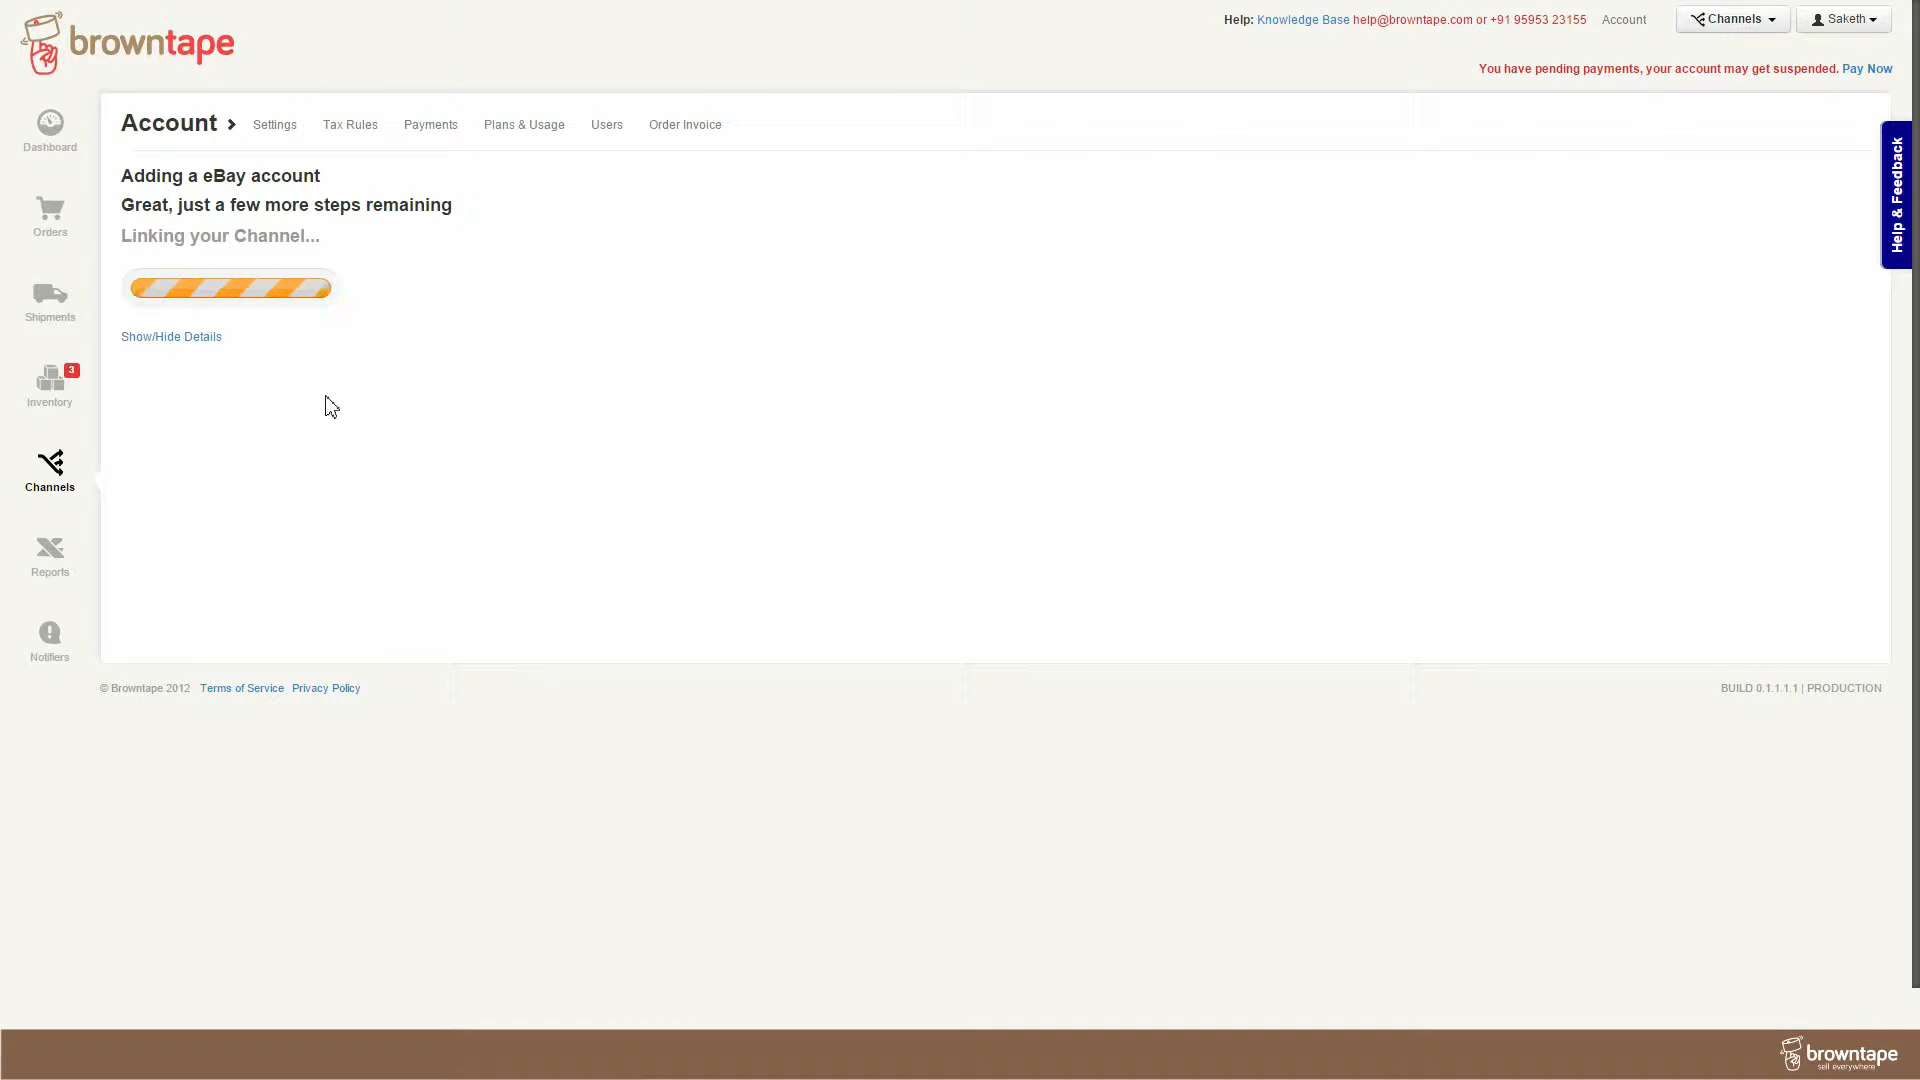 browntape
Help: Knowledge Base help@browntape.com or +91 95953 23155 Account
Channels
Saketh
You have pending payments, your account may get suspended. Pay Now
Account
Settings
Tax Rules
Payments
Plans & Usage
Users
Order Invoice
Adding a eBay account
Great, just a few more steps remaining
Linking your Channel...
Show/Hide Details
Dashboard
Orders
Shipments
3
Inventory
Channels
Reports
Notifiers
Help & Feedback
© Browntape 2012 Terms of Service Privacy Policy
BUILD 0.1.1.1.1 | PRODUCTION
browntape
sell everywhere